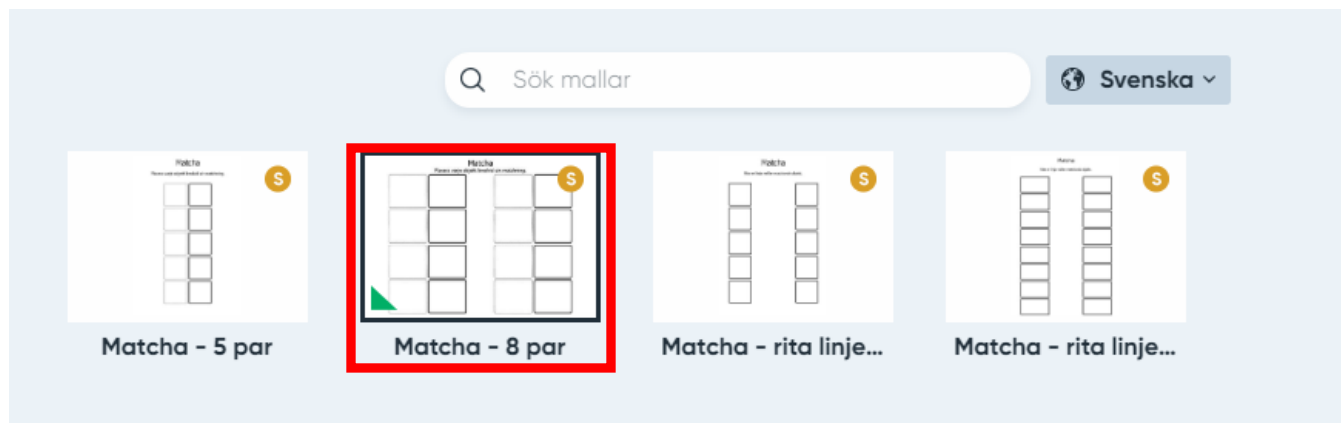 Sök mallar
Svenska
Matcha
S
Matcha
S
Matcha
S
Matcha
S
Matcha - 5 par
Matcha - 8 par
Matcha - rita linje...
Matcha - rita linje...